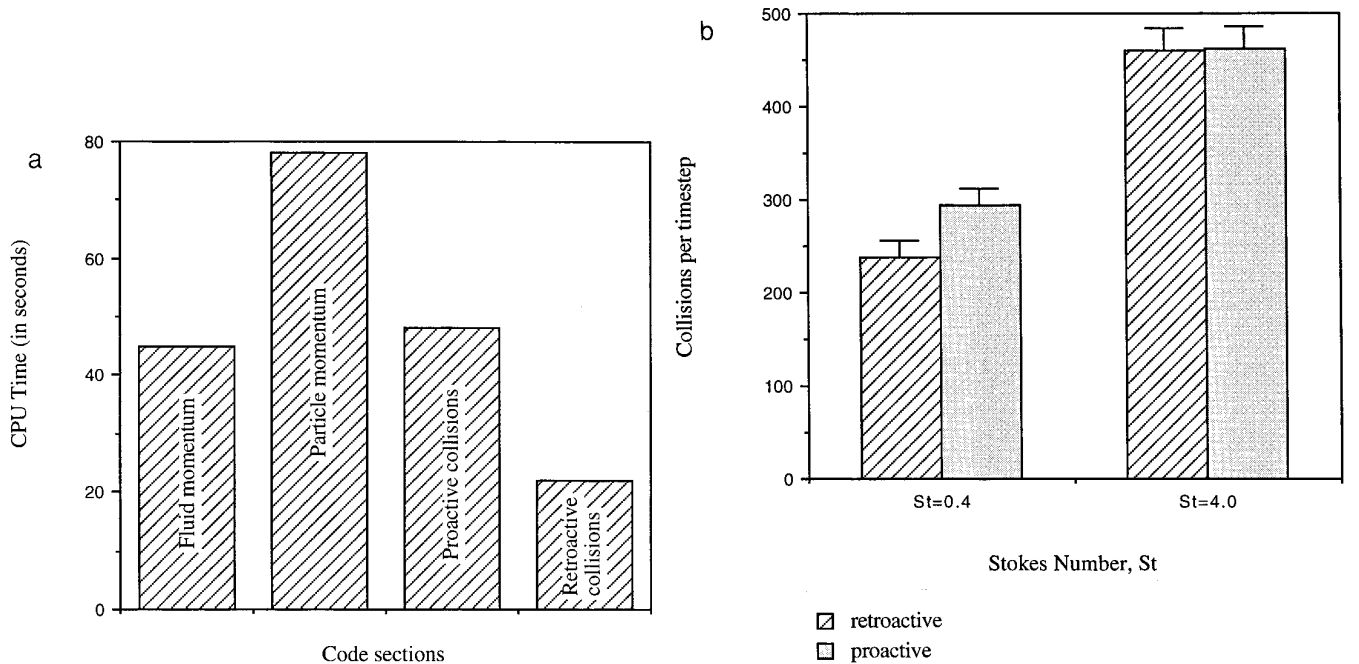 a
CPU Time (in seconds)
80
60
40
20
0
Fluid momentum
Particle momentum
Proactive collisions
Retroactive
collisions
Code sections
b
Collisions per timestep
500
400
300
200
100
0
St=0.4
St=4.0
Stokes Number, St
retroactive
proactive